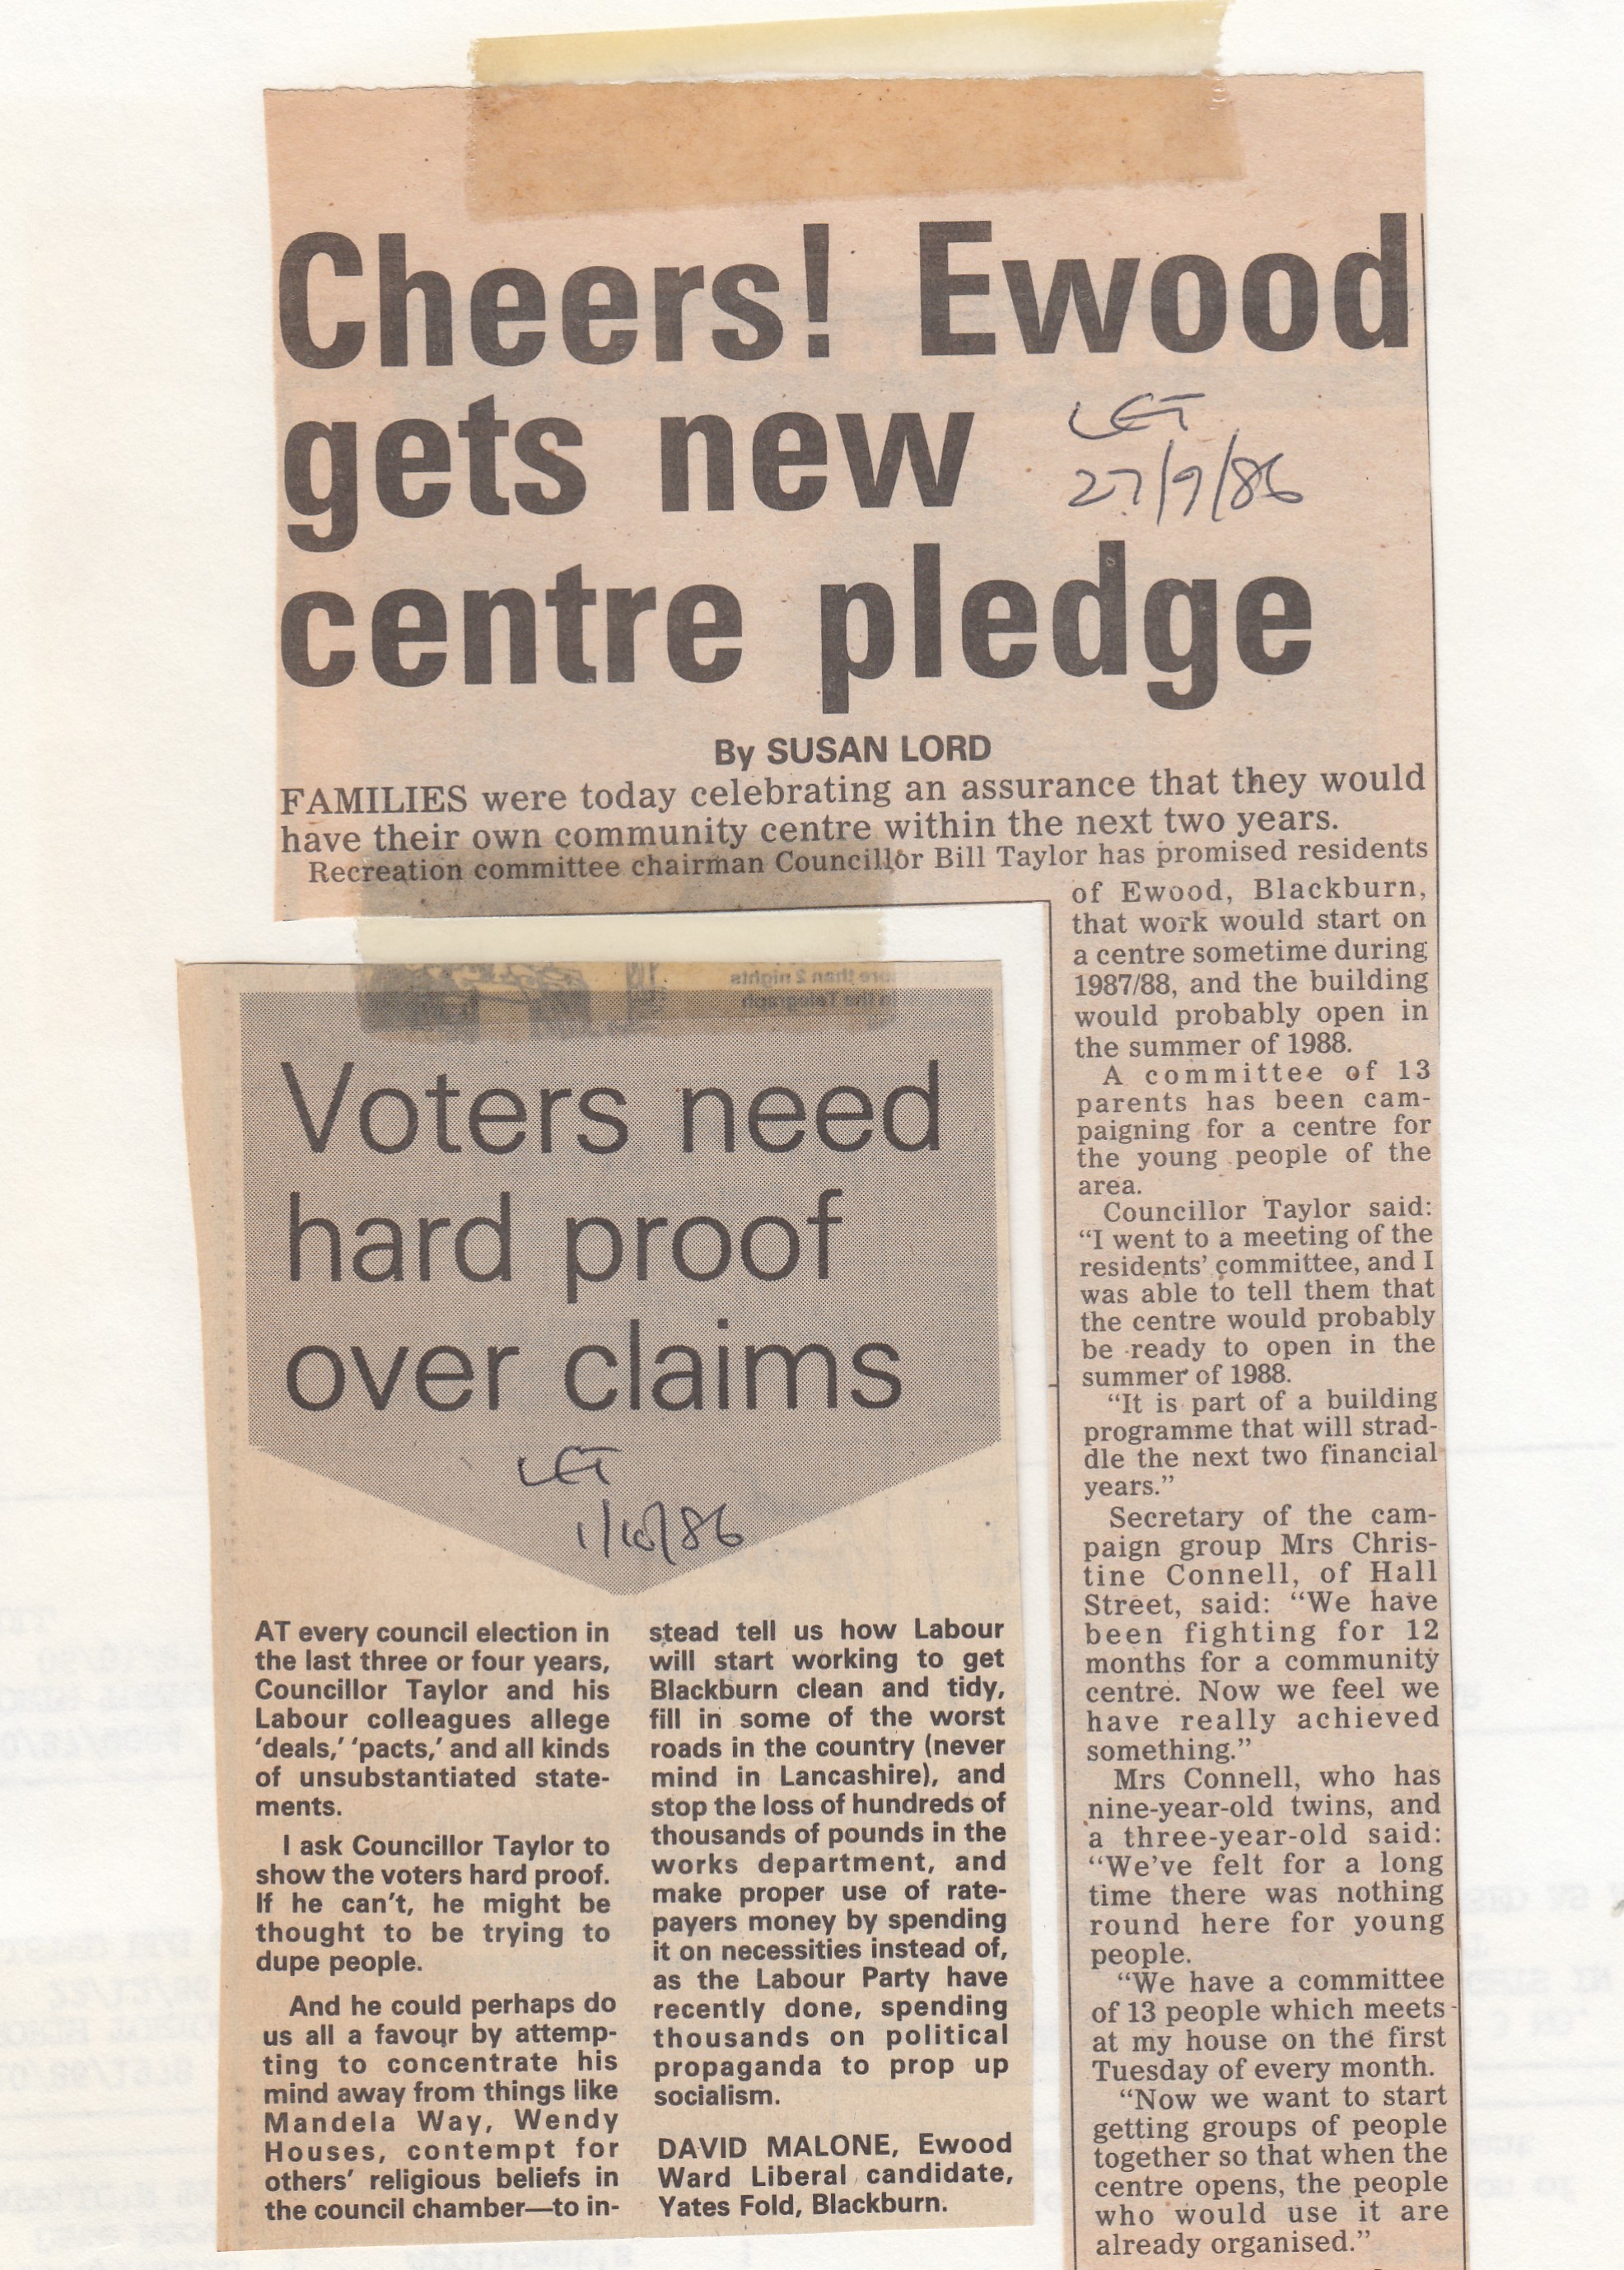 Cheers! Ewood
gets new
centre pledge
LET
27/9/86
By SUSAN LORD
FAMILIES were today celebrating an assurance that they would
have their own community centre within the next two years.
Recreation committee chairman Councillor Bill Taylor has promised residents
of Ewood, Blackburn,
that work would start on
a centre sometime during
1987/88, and the building
would probably open in
the summer of 1988.
A committee of 13
parents has been cam-
paigning for a centre for
the young people of the
area.
Councillor Taylor said:
“I went to a meeting of the
residents’ committee, and I
was able to tell them that
the centre would probably
be ready to open in the
summer of 1988.
“It is part of a building
programme that will strad-
dle the next two financial
years.”
Secretary of the cam-
paign group Mrs Chris-
tine Connell, of Hall
Street, said: “We have
been fighting for 12
months for a community
centre. Now we feel we
have really achieved
something.”
Mrs Connell, who has
nine-year-old twins, and
a three-year-old said:
“We’ve felt for a long
time there was nothing
round here for young
people.
“We have a committee
of 13 people which meets
at my house on the first
Tuesday of every month.
“Now we want to start
getting groups of people
together so that when the
centre opens, the people
who would use it are
already organised.”
Voters need
hard proof
over claims
LET
1/10/86
AT every council election in
the last three or four years,
Councillor Taylor and his
Labour colleagues allege
‘deals,’ ‘pacts,’ and all kinds
of unsubstantiated state-
ments.
I ask Councillor Taylor to
show the voters hard proof.
If he can’t, he might be
thought to be trying to
dupe people.
And he could perhaps do
us all a favour by attemp-
ting to concentrate his
mind away from things like
Mandela Way, Wendy
Houses, contempt for
others’ religious beliefs in
the council chamber—to in-
stead tell us how Labour
will start working to get
Blackburn clean and tidy,
fill in some of the worst
roads in the country (never
mind in Lancashire), and
stop the loss of hundreds of
thousands of pounds in the
works department, and
make proper use of rate-
payers money by spending
it on necessities instead of,
as the Labour Party have
recently done, spending
thousands on political
propaganda to prop up
socialism.
DAVID MALONE, Ewood
Ward Liberal candidate,
Yates Fold, Blackburn.